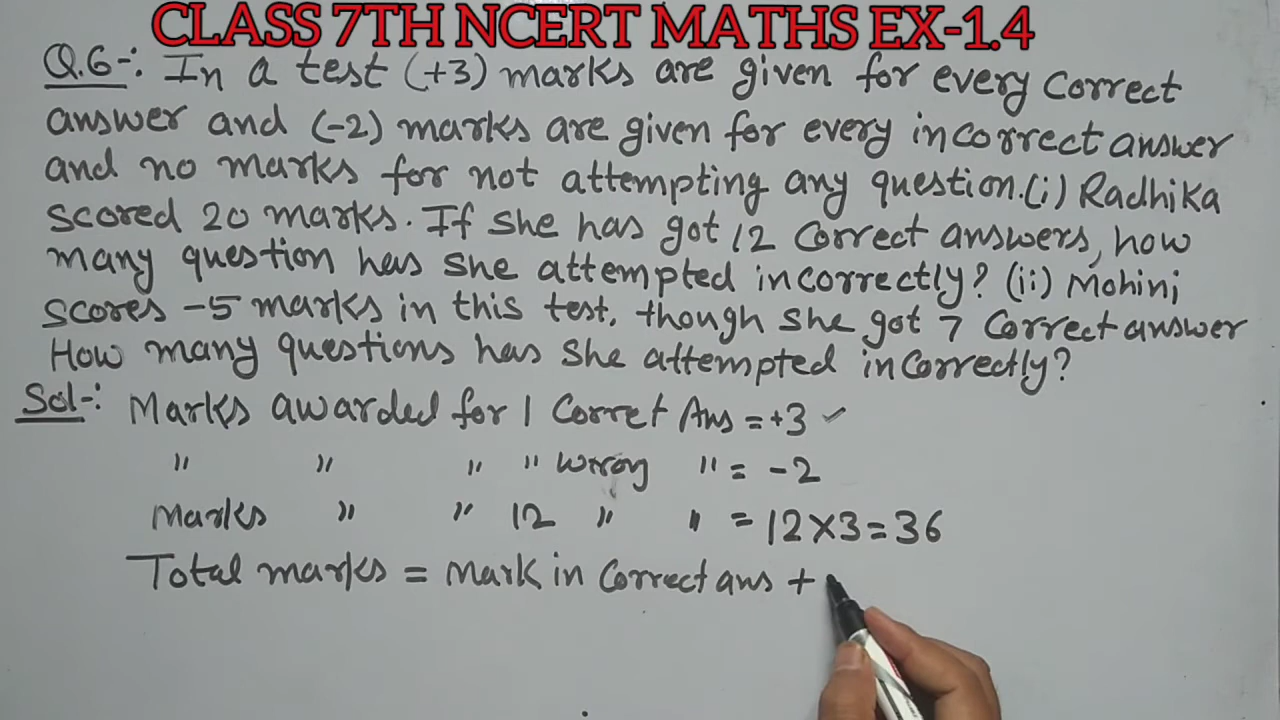 CLASS 7TH NCERT MATHS EX-1.4
Q.6-: In a test (+3) marks are given for every correct
answer and (-2) marks are given for every incorrect answer
and no marks for not attempting any question.(i) Radhika
scored 20 marks. If she has got 12 correct answers, how
many question has she attempted incorrectly? (ii) Mohini
scores -5 marks in this test, though she got 7 correct answer
How many questions has she attempted incorrectly?
Sol-: Marks awarded for 1 Corret Ans = +3 ✓
" " " " wrong " = -2
Marks " " 12 " " = 12×3=36
Total marks = Mark in correct ans +